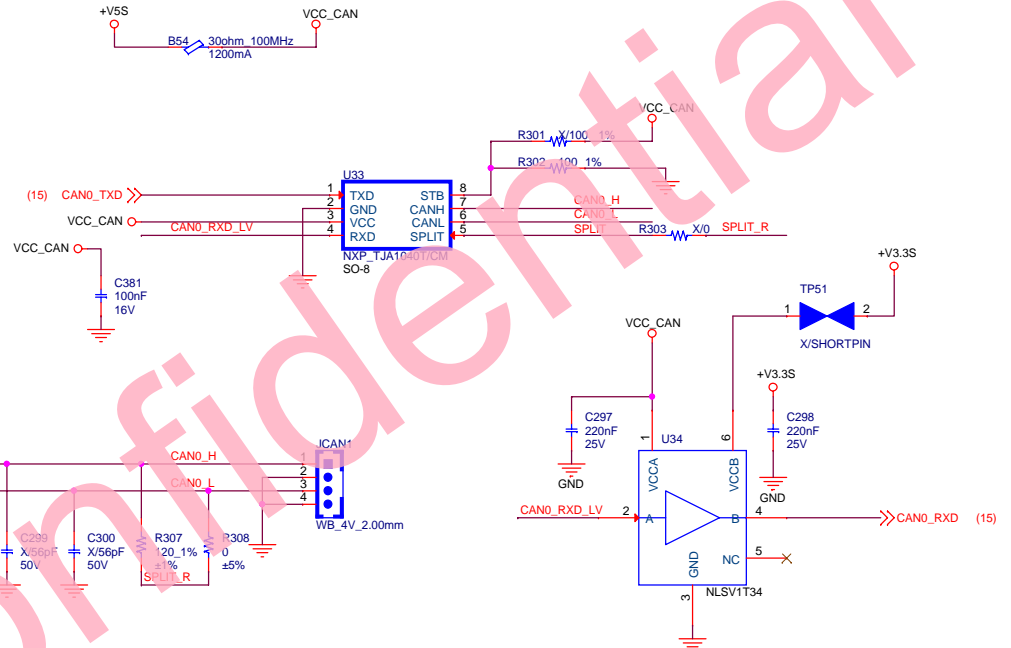 +V5S
VCC_CAN
B54
30ohm_100MHz
1200mA
VCC_CAN
R301 X/100_1%
R302 100_1%
U33
(15) CAN0_TXD
1 TXD STB 8
2 GND CANH 7 CAN0_H
VCC_CAN 3 VCC CANL 6 CAN0_L
CAN0_RXD_LV 4 RXD SPLIT 5 SPLIT R303 X/0 SPLIT_R
NXP_TJA1040T/CM
SO-8
VCC_CAN
C381
100nF
16V
+V3.3S
TP51
1 2
X/SHORTPIN
VCC_CAN
+V3.3S
C297
220nF
25V
GND
C298
220nF
25V
GND
1 U34 6
VCCA VCCB
CAN0_RXD_LV 2 A B 4 CAN0_RXD (15)
NC 5
GND
3
NLSV1T34
JCAN1
CAN0_H 1
2
CAN0_L 3
4
WB_4V_2.00mm
C299
X/56pF
50V
C300
X/56pF
50V
R307
120_1%
±1%
R308
0
±5%
SPLIT_R
onfidential